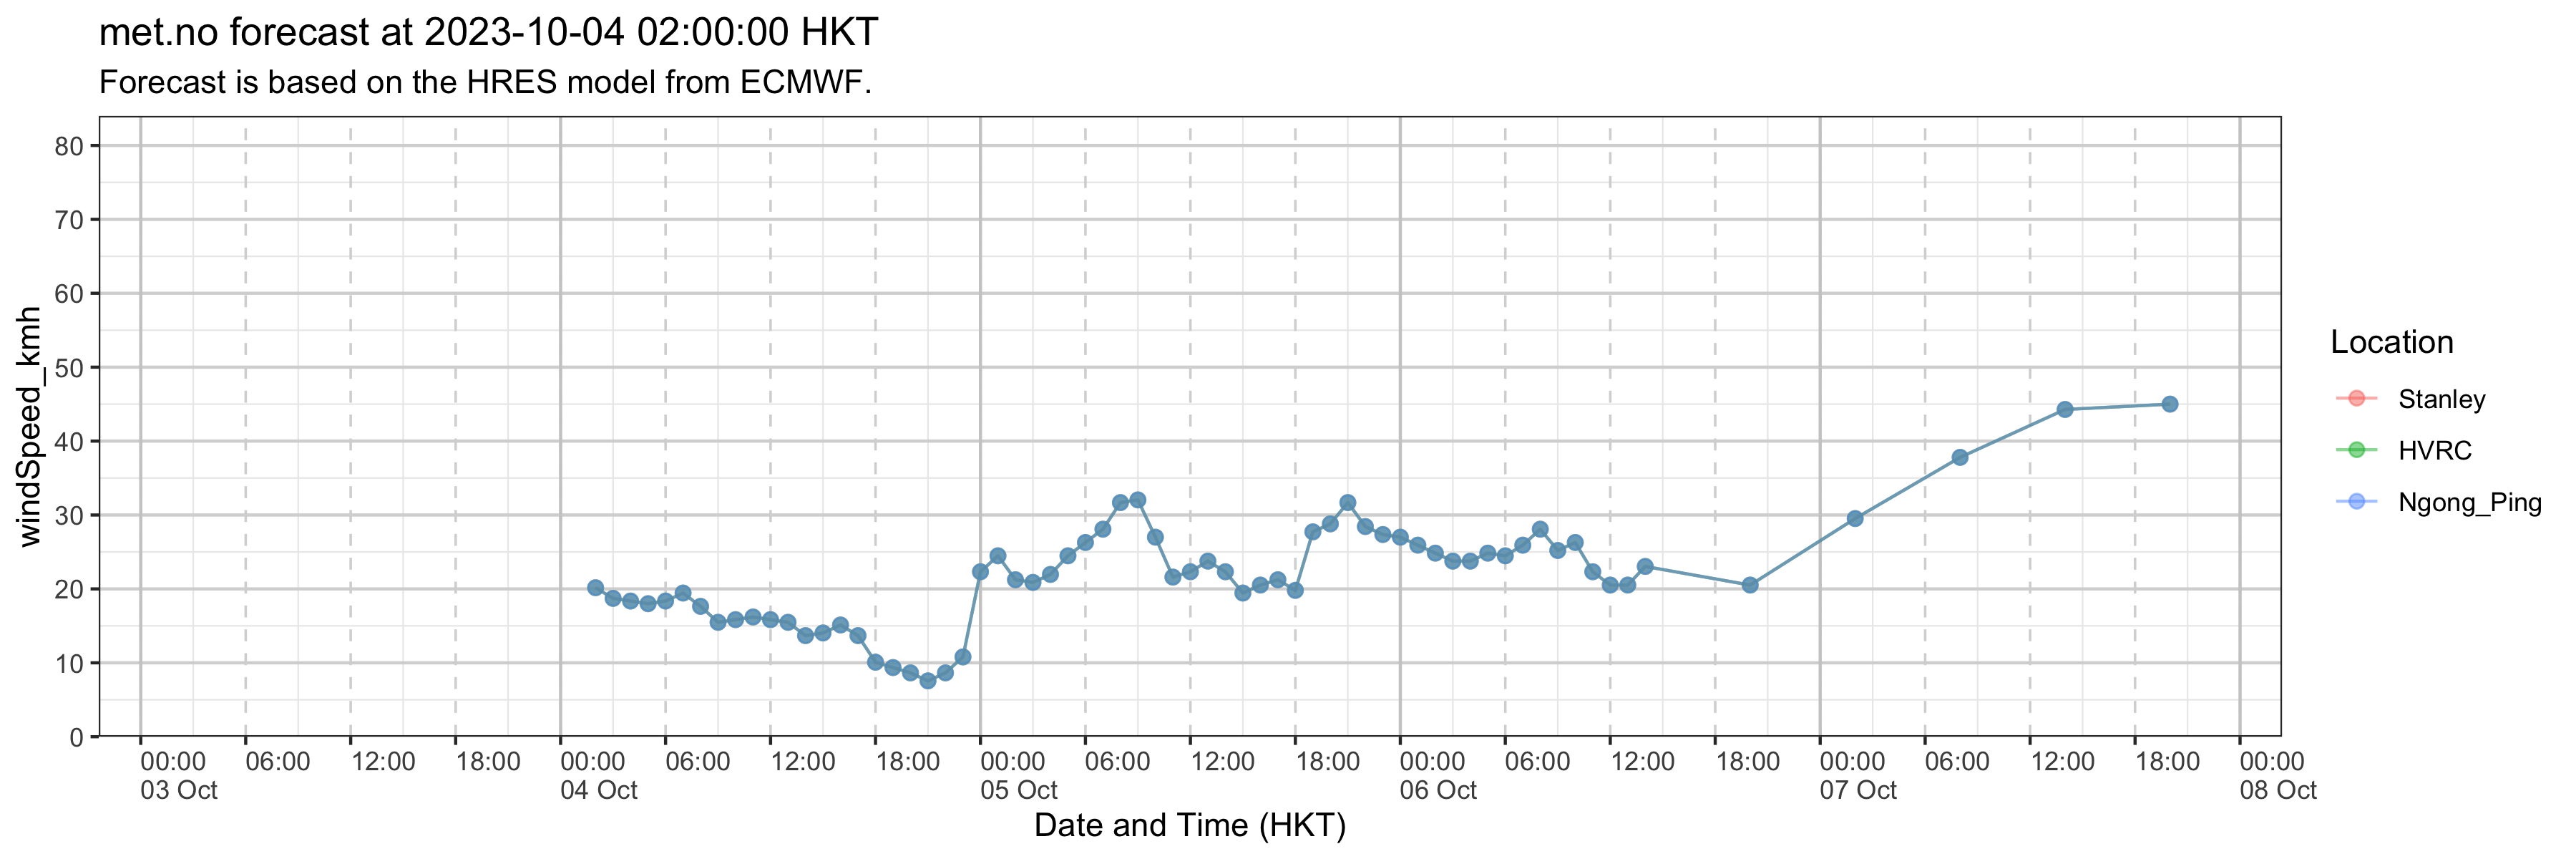 met.no forecast at 2023-10-04 02:00:00 HKT
Forecast is based on the HRES model from ECMWF.
windSpeed_kmh
80
70
60
50
40
30
20
10
0
00:00 06:00 12:00 18:00 00:00 06:00 12:00 18:00 00:00 06:00 12:00 18:00 00:00 06:00 12:00 18:00 00:00 06:00 12:00 18:00 00:00
03 Oct 04 Oct 05 Oct 06 Oct 07 Oct 08 Oct
Date and Time (HKT)
Location
Stanley
HVRC
Ngong_Ping